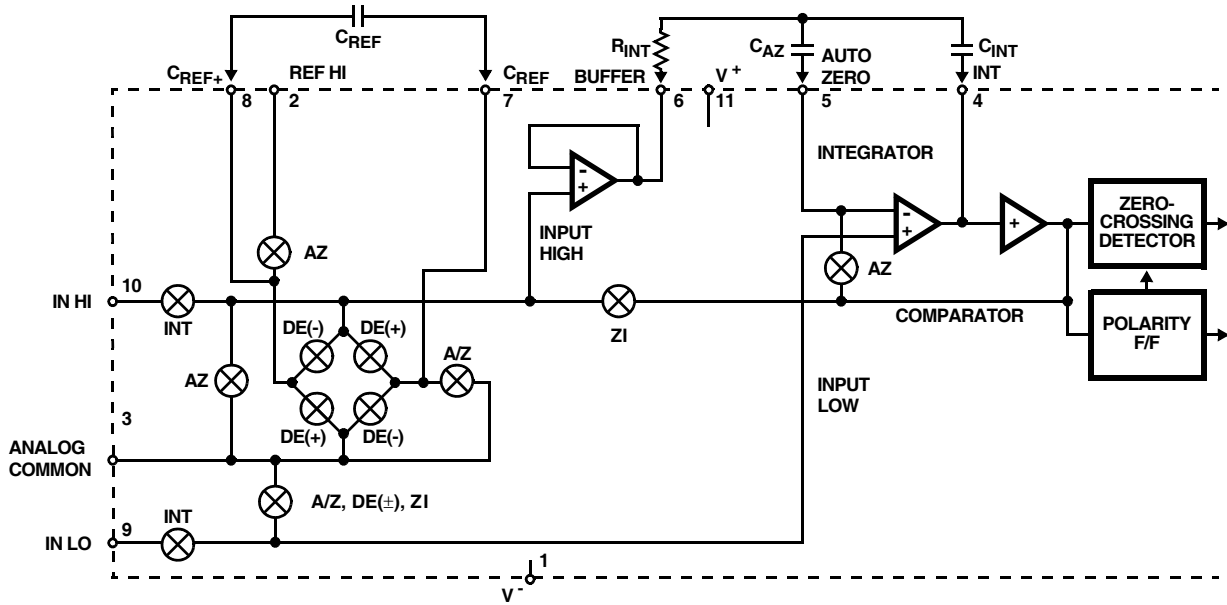 C_REF
R_INT
C_AZ
C_INT
C_REF+
REF HI
C_REF
BUFFER
V+
AUTO
ZERO
INT
8
2
7
6
11
5
4
INTEGRATOR
-
+
-
+
+
ZERO-
CROSSING
DETECTOR
INPUT
HIGH
AZ
AZ
10
IN HI
INT
ZI
COMPARATOR
POLARITY
F/F
DE(-)
DE(+)
A/Z
AZ
INPUT
LOW
3
DE(+)
DE(-)
ANALOG
COMMON
A/Z, DE(±), ZI
INT
9
IN LO
1
V-